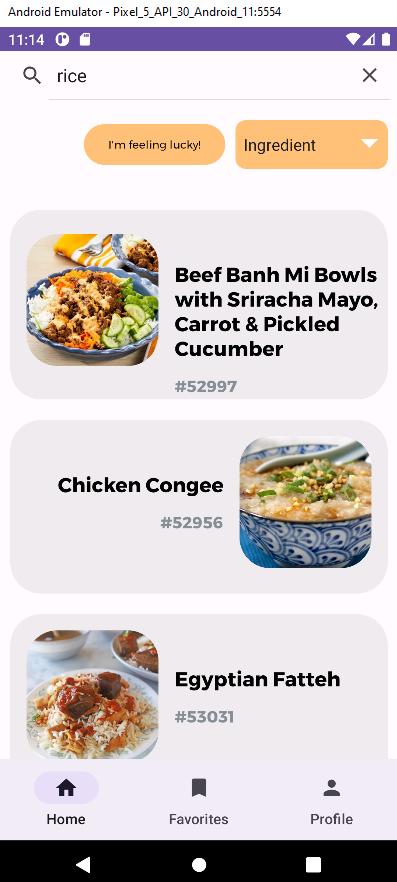 Android Emulator - Pixel_5_API_30_Android_11:5554
11:14
rice
I'm feeling lucky!
Ingredient
Beef Banh Mi Bowls
with Sriracha Mayo,
Carrot & Pickled
Cucumber
#52997
Chicken Congee
#52956
Egyptian Fatteh
#53031
Home
Favorites
Profile